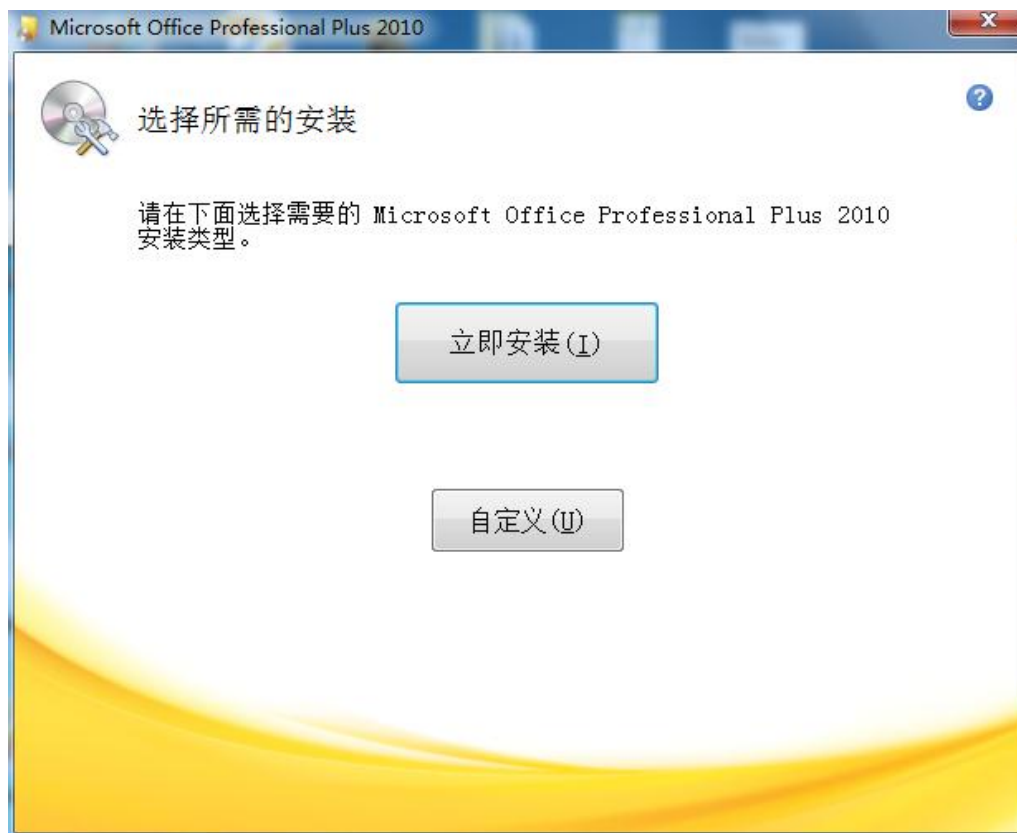 Microsoft Office Professional Plus 2010
选择所需的安装
请在下面选择需要的 Microsoft Office Professional Plus 2010
安装类型。
立即安装(I)
自定义(U)